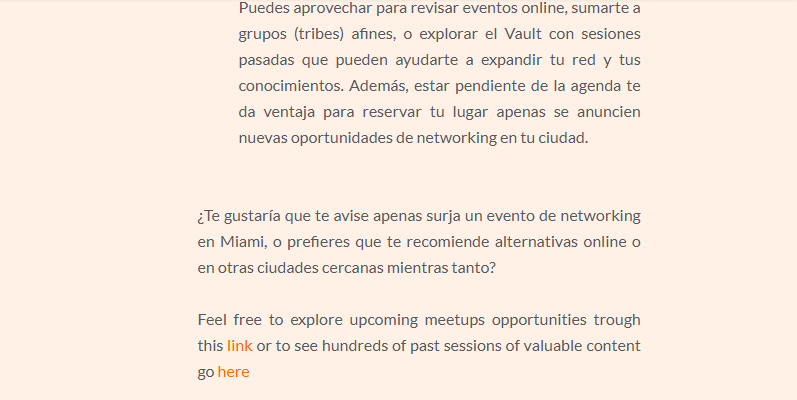 Puedes aprovechar para revisar eventos online, sumarte a
grupos (tribes) afines, o explorar el Vault con sesiones
pasadas que pueden ayudarte a expandir tu red y tus
conocimientos. Además, estar pendiente de la agenda te
da ventaja para reservar tu lugar apenas se anuncien
nuevas oportunidades de networking en tu ciudad.
¿Te gustaría que te avise apenas surja un evento de networking
en Miami, o prefieres que te recomiende alternativas online o
en otras ciudades cercanas mientras tanto?
Feel free to explore upcoming meetups opportunities trough
this link or to see hundreds of past sessions of valuable content
go here